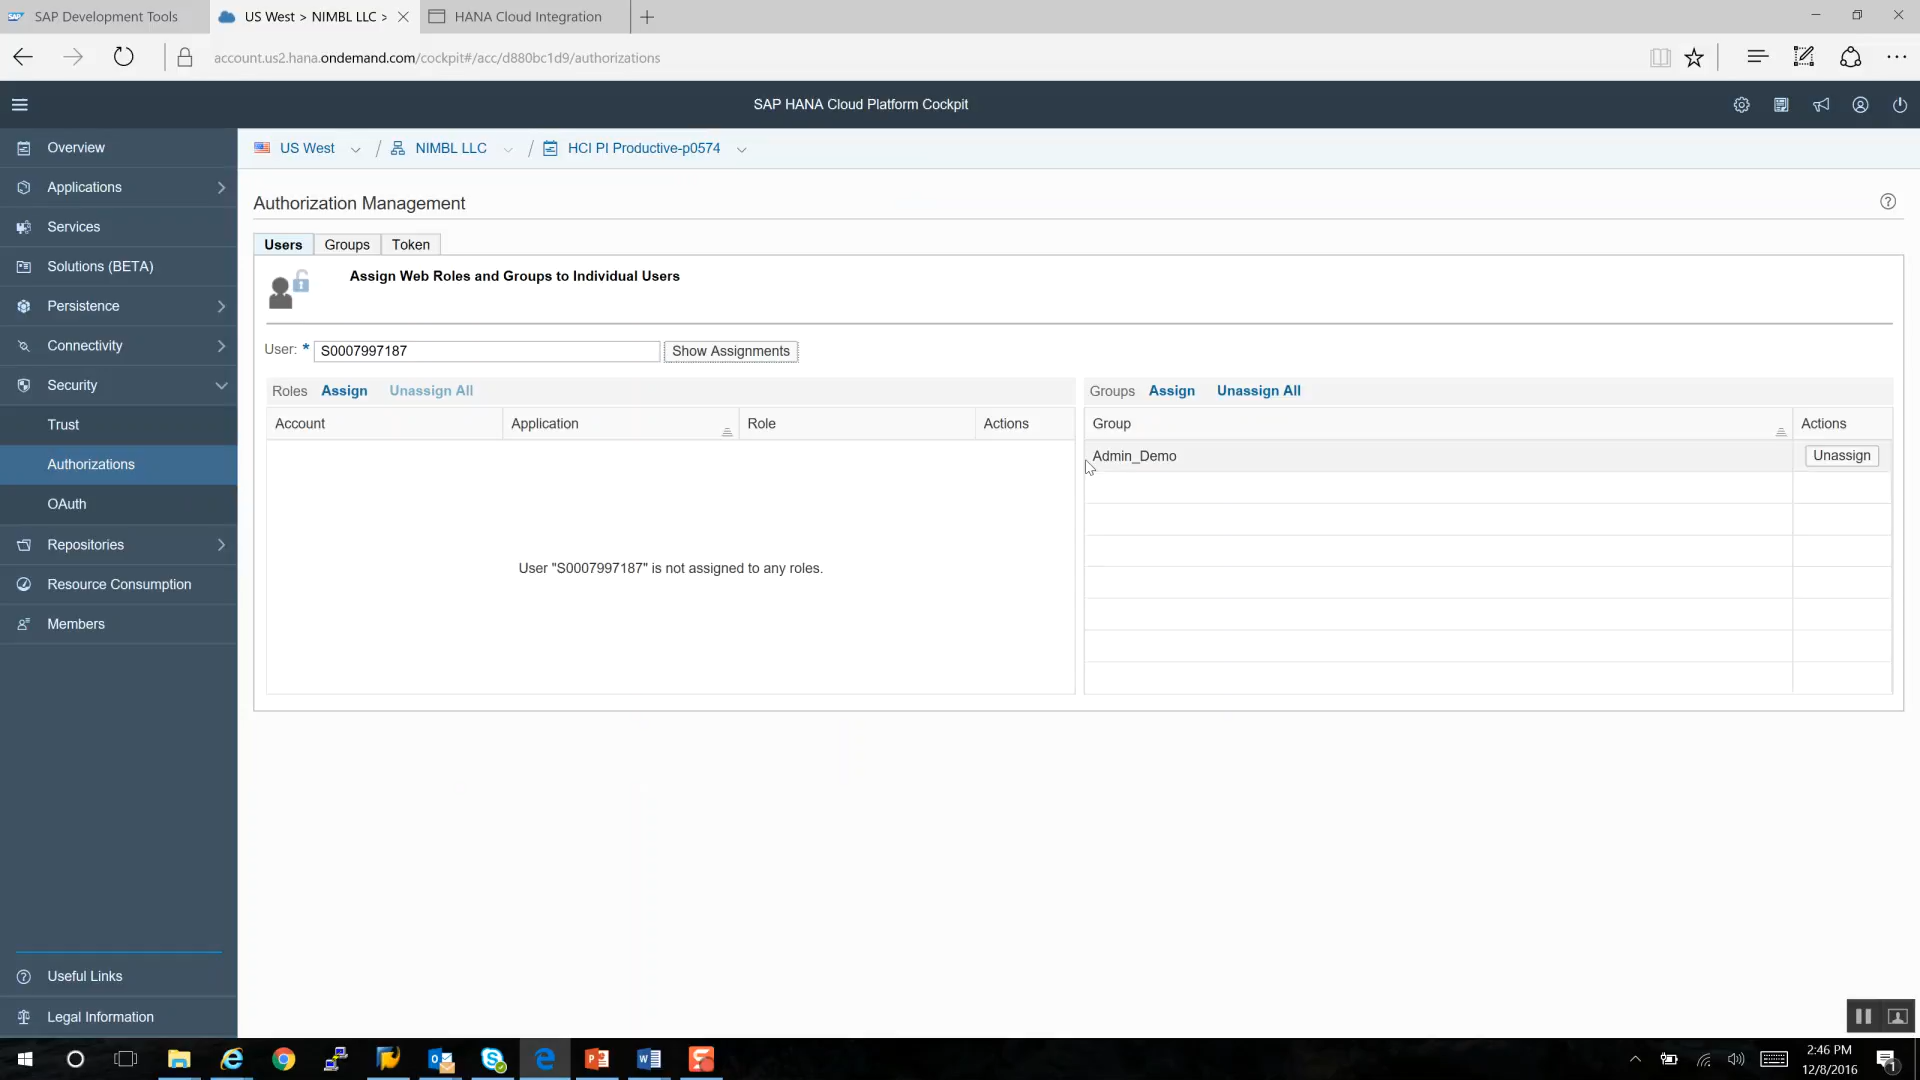 SAP Development Tools
US West > NIMBL LLC >
HANA Cloud Integration
account.us2.hana.ondemand.com/cockpit#/acc/d880bc1d9/authorizations
SAP HANA Cloud Platform Cockpit
Overview
Applications
Services
Solutions (BETA)
Persistence
Connectivity
Security
Trust
Authorizations
OAuth
Repositories
Resource Consumption
Members
Useful Links
Legal Information
US West / NIMBL LLC / HCI PI Productive-p0574
Authorization Management
Users Groups Token
Assign Web Roles and Groups to Individual Users
User: * S0007997187 Show Assignments
Roles Assign Unassign All
Account Application Role Actions
User "S0007997187" is not assigned to any roles.
Groups Assign Unassign All
Group Actions
Admin_Demo Unassign
2:46 PM
12/8/2016